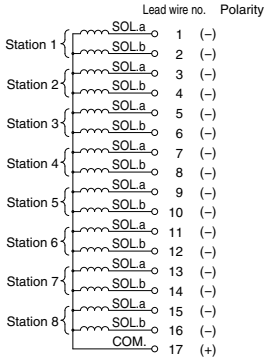 Lead wire no. Polarity
Station 1 SOL.a 1 (–)
SOL.b 2 (–)
Station 2 SOL.a 3 (–)
SOL.b 4 (–)
Station 3 SOL.a 5 (–)
SOL.b 6 (–)
Station 4 SOL.a 7 (–)
SOL.b 8 (–)
Station 5 SOL.a 9 (–)
SOL.b 10 (–)
Station 6 SOL.a 11 (–)
SOL.b 12 (–)
Station 7 SOL.a 13 (–)
SOL.b 14 (–)
Station 8 SOL.a 15 (–)
SOL.b 16 (–)
COM. 17 (+)